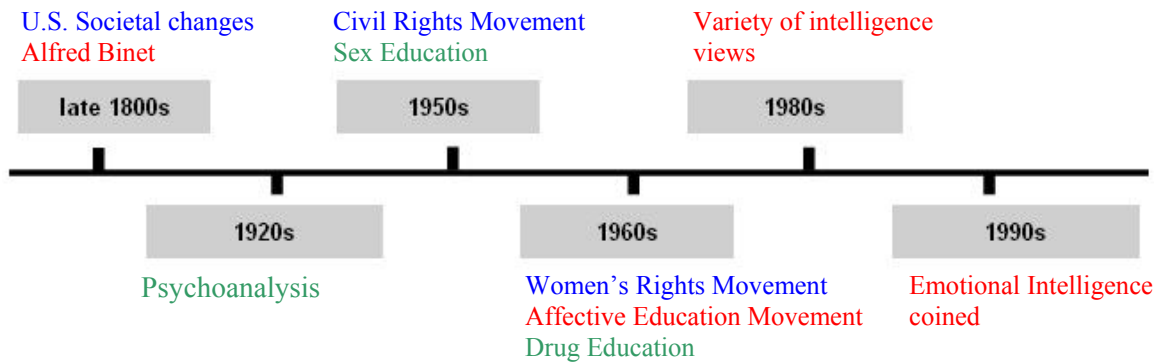 U.S. Societal changes
Alfred Binet
late 1800s
Civil Rights Movement
Sex Education
1950s
Variety of intelligence
views
1980s
1920s
Psychoanalysis
1960s
Women’s Rights Movement
Affective Education Movement
Drug Education
1990s
Emotional Intelligence
coined